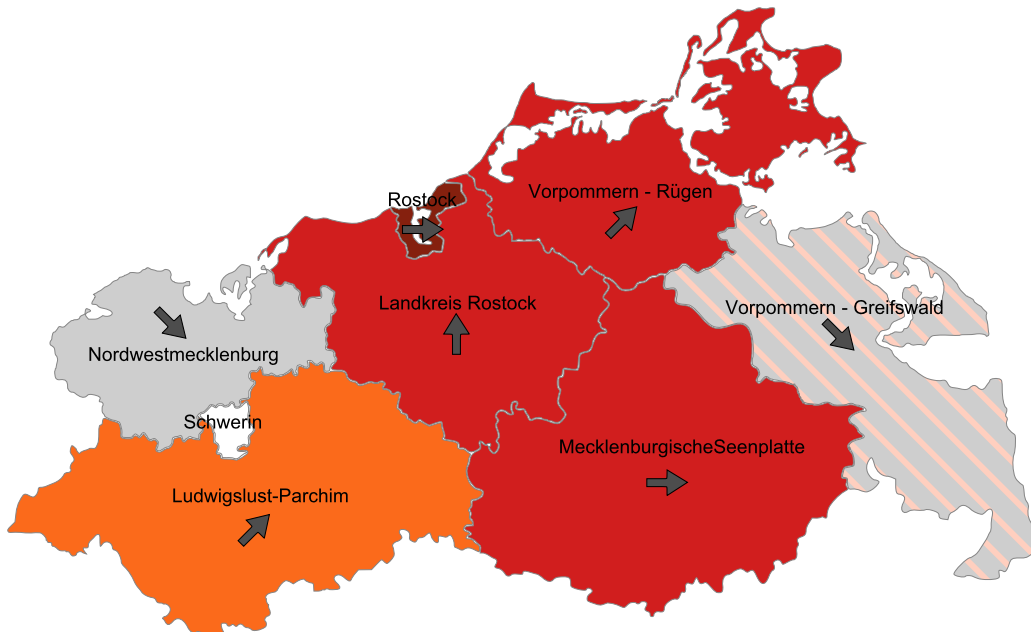 Vorpommern - Rügen
Rostock
Landkreis Rostock
Vorpommern - Greifswald
Nordwestmecklenburg
Schwerin
MecklenburgischeSeenplatte
Ludwigslust-Parchim